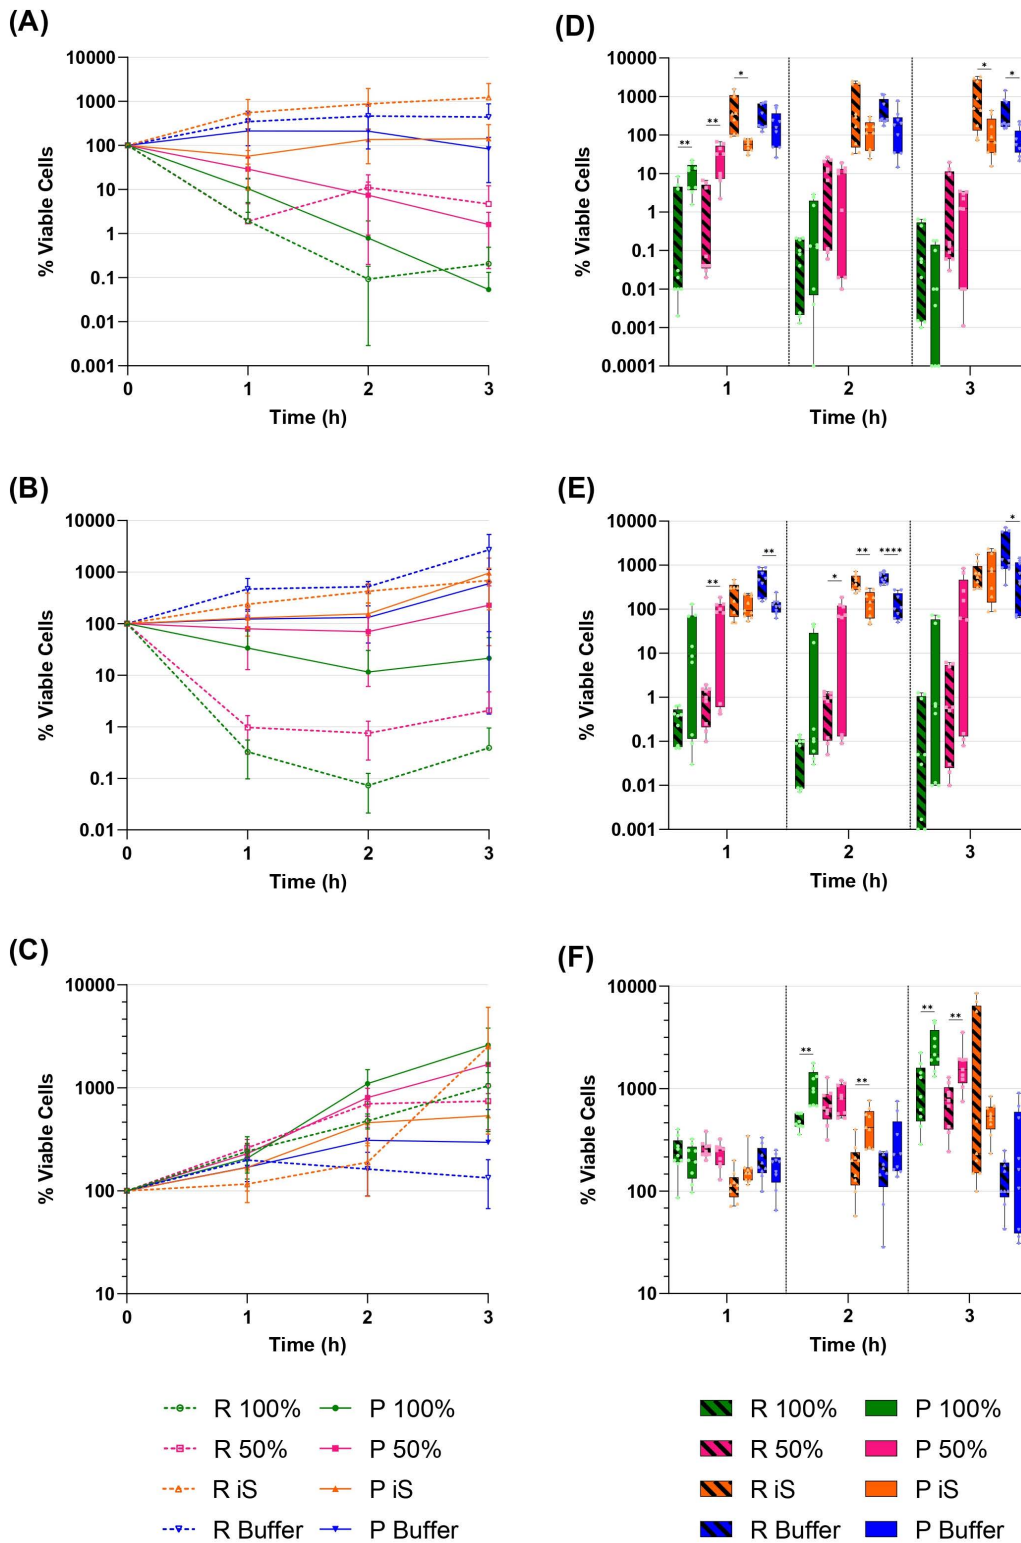 (A)
10000
1000
100
10
1
0.1
0.01
0.001
% Viable Cells
0 1 2 3
Time (h)
(D)
10000
1000
100
10
1
0.1
0.01
0.001
0.0001
% Viable Cells
** ** * * *
1 2 3
Time (h)
(B)
10000
1000
100
10
1
0.1
0.01
% Viable Cells
0 1 2 3
Time (h)
(E)
10000
1000
100
10
1
0.1
0.01
0.001
% Viable Cells
** ** * ** **** *
1 2 3
Time (h)
(C)
10000
1000
100
10
% Viable Cells
0 1 2 3
Time (h)
(F)
10000
1000
100
10
% Viable Cells
** ** ** **
1 2 3
Time (h)
R 100% P 100%
R 50% P 50%
R iS P iS
R Buffer P Buffer
R 100% P 100%
R 50% P 50%
R iS P iS
R Buffer P Buffer